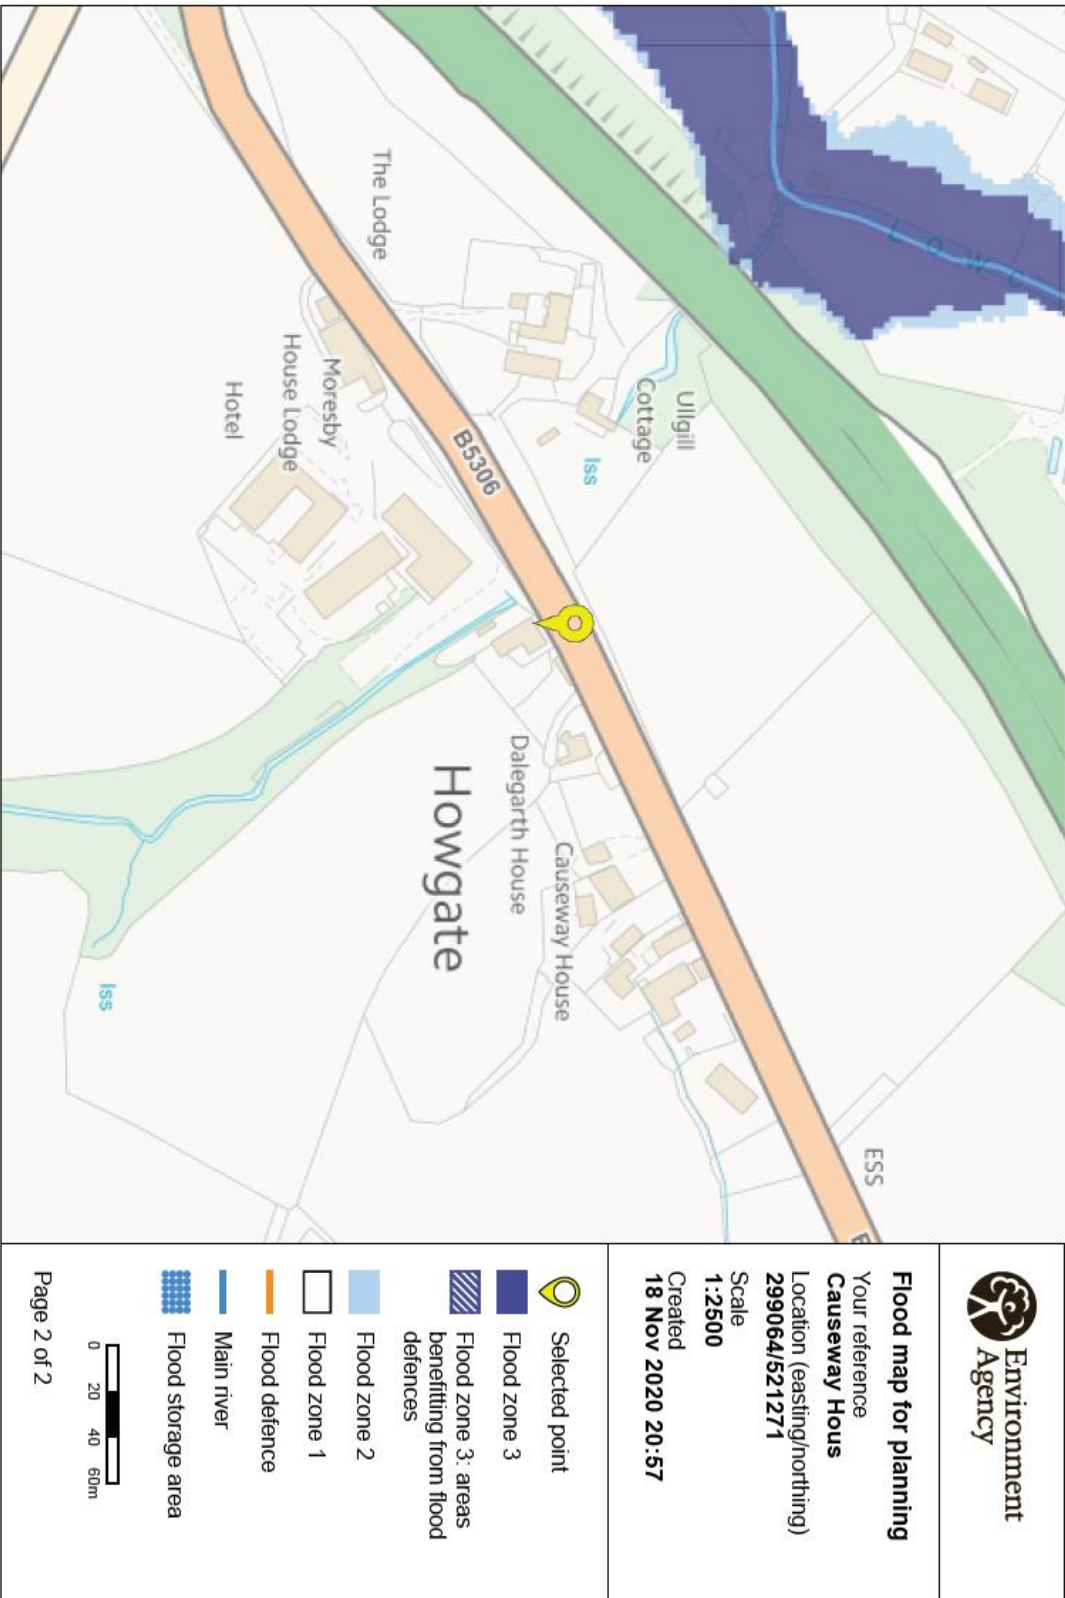 Environment
Agency
Flood map for planning
Your reference
Causeway Hous
Location (easting/northing)
299064/521271
Scale
1:2500
Created
18 Nov 2020 20:57
Selected point
Flood zone 3
Flood zone 3: areas
benefitting from flood
defences
Flood zone 2
Flood zone 1
Flood defence
Main river
Flood storage area
0 20 40 60m
Page 2 of 2
Lowc
ESS
Ullgill
Cottage
Iss
B5306
The Lodge
Moresby
House Lodge
Hotel
Causeway House
Dalegarth House
Howgate
Iss